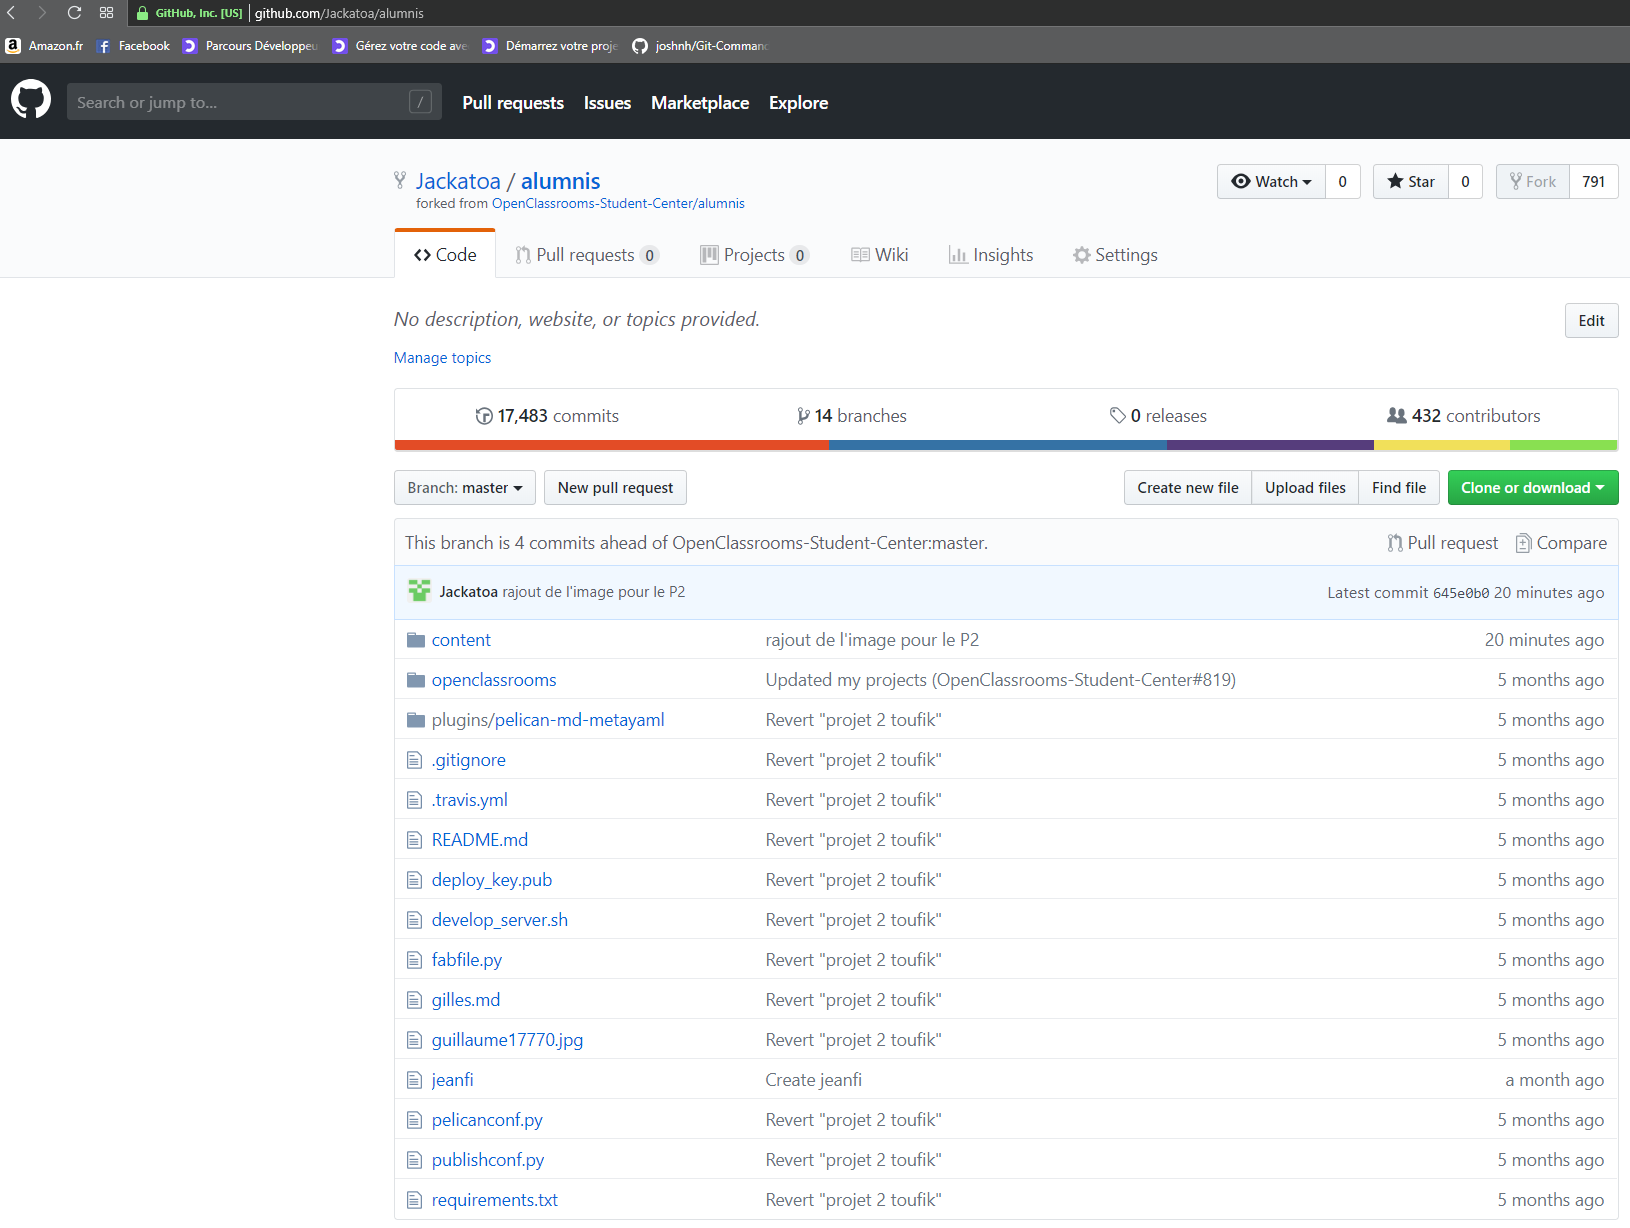 GitHub, Inc. [US] github.com/Jackatoa/alumnis
Amazon.fr Facebook Parcours Développeu Gérez votre code ave Démarrez votre proje joshnh/Git-Comman
Search or jump to... / Pull requests Issues Marketplace Explore
Jackatoa / alumnis Watch 0 Star 0 Fork 791
forked from OpenClassrooms-Student-Center/alumnis
Code Pull requests 0 Projects 0 Wiki Insights Settings
No description, website, or topics provided. Edit
Manage topics
17,483 commits 14 branches 0 releases 432 contributors
Branch: master New pull request Create new file Upload files Find file Clone or download
This branch is 4 commits ahead of OpenClassrooms-Student-Center:master. Pull request Compare
Jackatoa rajout de l'image pour le P2 Latest commit 645e0b0 20 minutes ago
content rajout de l'image pour le P2 20 minutes ago
openclassrooms Updated my projects (OpenClassrooms-Student-Center#819) 5 months ago
plugins/pelican-md-metayaml Revert "projet 2 toufik" 5 months ago
.gitignore Revert "projet 2 toufik" 5 months ago
.travis.yml Revert "projet 2 toufik" 5 months ago
README.md Revert "projet 2 toufik" 5 months ago
deploy_key.pub Revert "projet 2 toufik" 5 months ago
develop_server.sh Revert "projet 2 toufik" 5 months ago
fabfile.py Revert "projet 2 toufik" 5 months ago
gilles.md Revert "projet 2 toufik" 5 months ago
guillaume17770.jpg Revert "projet 2 toufik" 5 months ago
jeanfi Create jeanfi a month ago
pelicanconf.py Revert "projet 2 toufik" 5 months ago
publishconf.py Revert "projet 2 toufik" 5 months ago
requirements.txt Revert "projet 2 toufik" 5 months ago